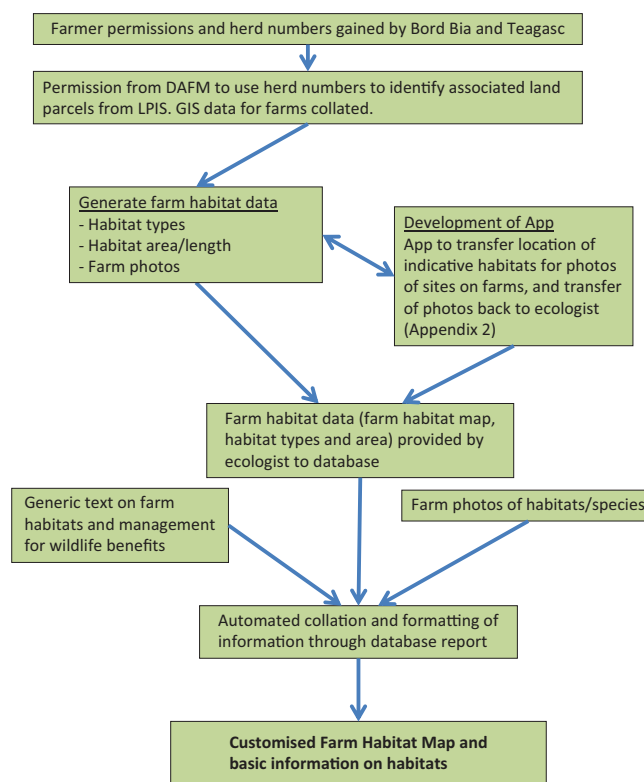 Farmer permissions and herd numbers gained by Bord Bia and Teagasc
Permission from DAFM to use herd numbers to identify associated land
parcels from LPIS. GIS data for farms collated.
Generate farm habitat data
- Habitat types
- Habitat area/length
- Farm photos
Development of App
App to transfer location of
indicative habitats for photos
of sites on farms, and transfer
of photos back to ecologist
(Appendix 2)
Farm habitat data (farm habitat map,
habitat types and area) provided by
ecologist to database
Generic text on farm
habitats and management
for wildlife benefits
Farm photos of habitats/species
Automated collation and formatting of
information through database report
Customised Farm Habitat Map and
basic information on habitats